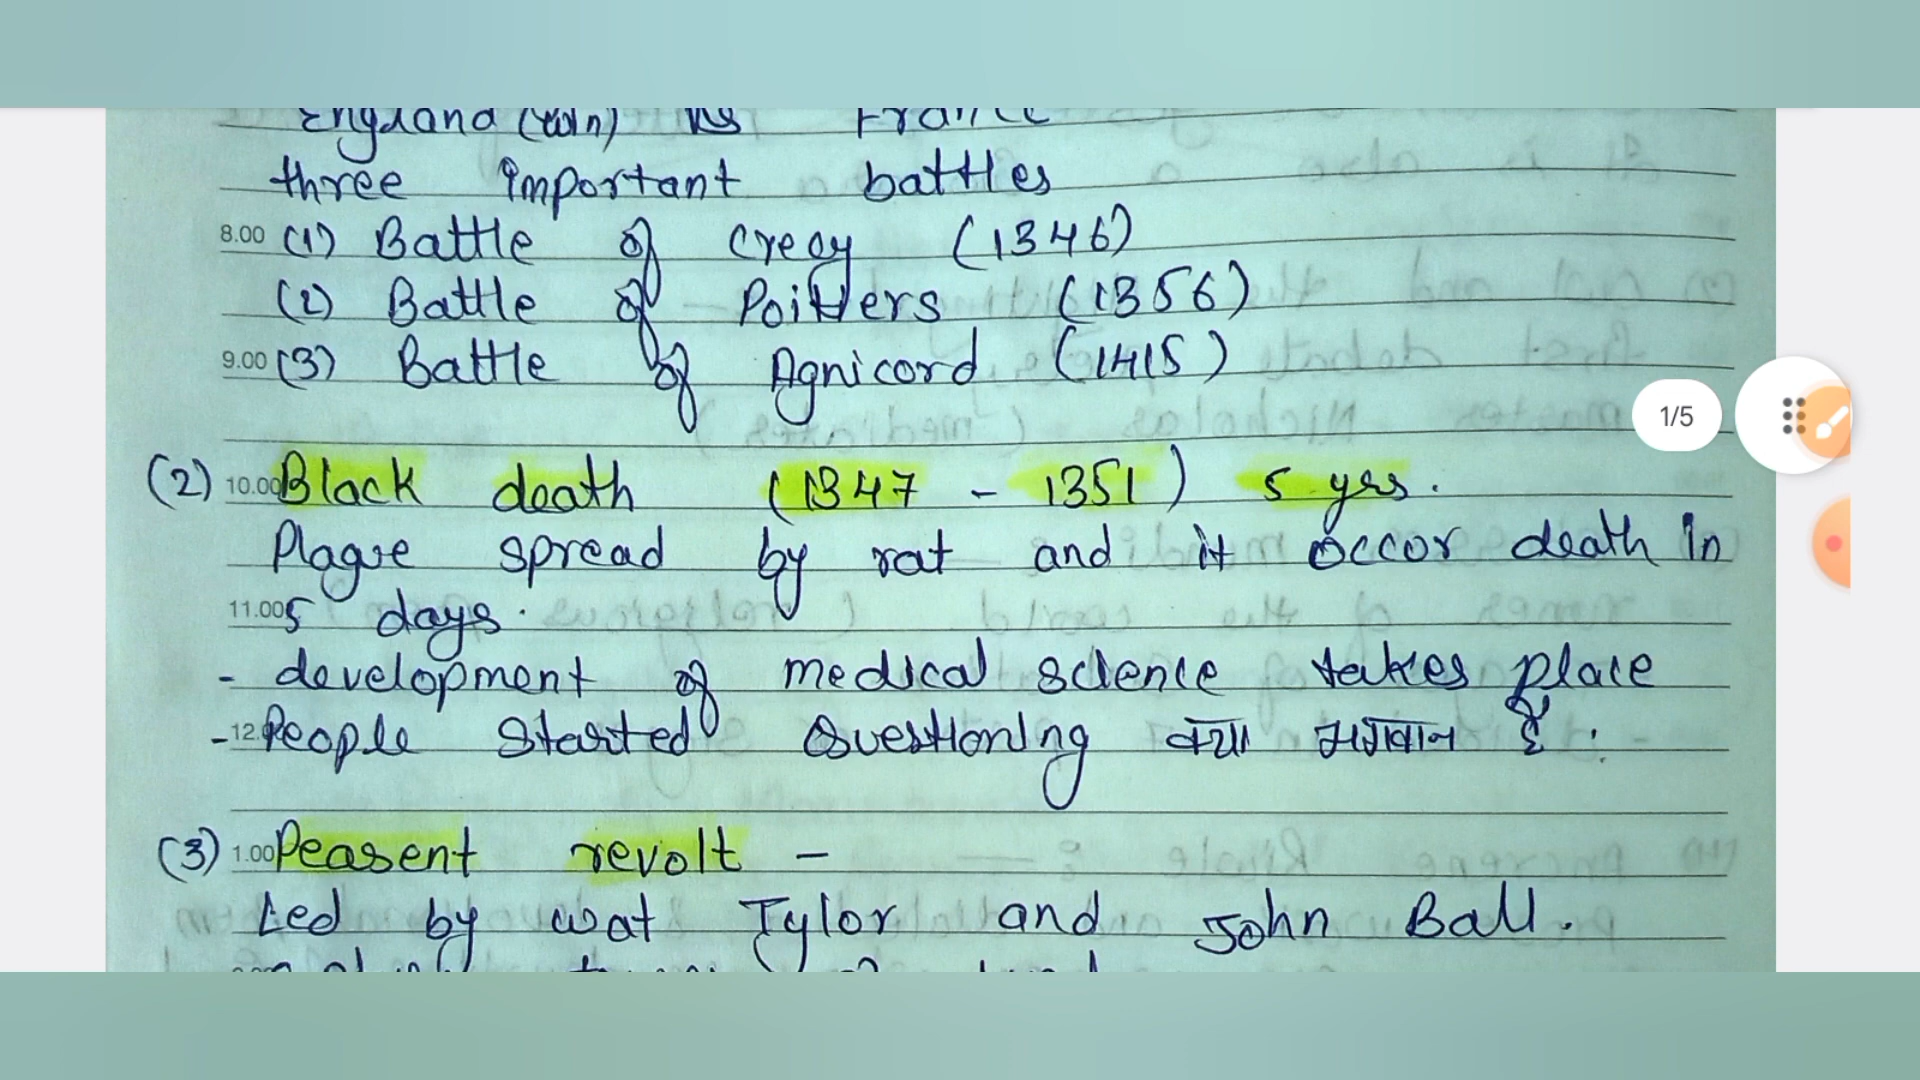 England (win) vs France
three important battles
8.00 (1) Battle of Crecy (1346)
(2) Battle of Poitiers (1356)
9.00 (3) Battle of Agnicord (1415)
1/5
(2) 10.00 Black death (1347 - 1351) 5 yrs.
Plague spread by rat and it occor death in
11.00 5 days.
- development of medical science takes place
- 12. People started Questioning क्या भगवान है .
(3) 1.00 Peasent revolt -
Led by wat Tylor and John Ball.